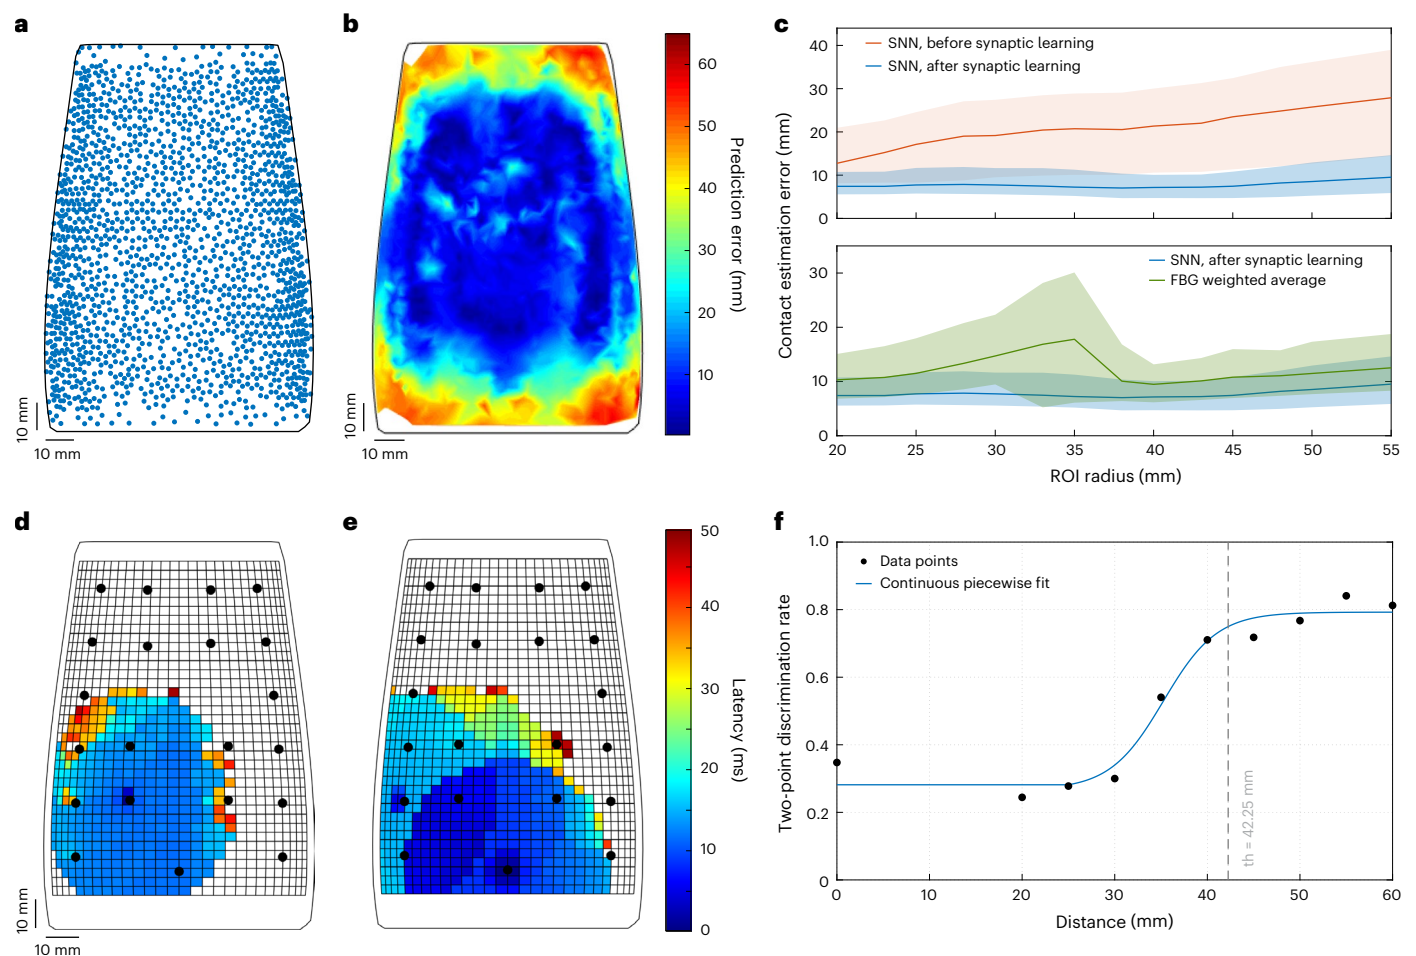 a
10 mm
10 mm
b
10 mm
10 mm
60
50
40
30
20
10
Prediction error (mm)
c
SNN, before synaptic learning
SNN, after synaptic learning
40
30
20
10
0
Contact estimation error (mm)
SNN, after synaptic learning
FBG weighted average
30
20
10
0
20
25
30
35
40
45
50
55
ROI radius (mm)
d
10 mm
10 mm
e
50
40
30
20
10
0
Latency (ms)
f
Data points
Continuous piecewise fit
1.0
0.8
0.6
0.4
0.2
0
Two-point discrimination rate
th = 42.25 mm
0
10
20
30
40
50
60
Distance (mm)